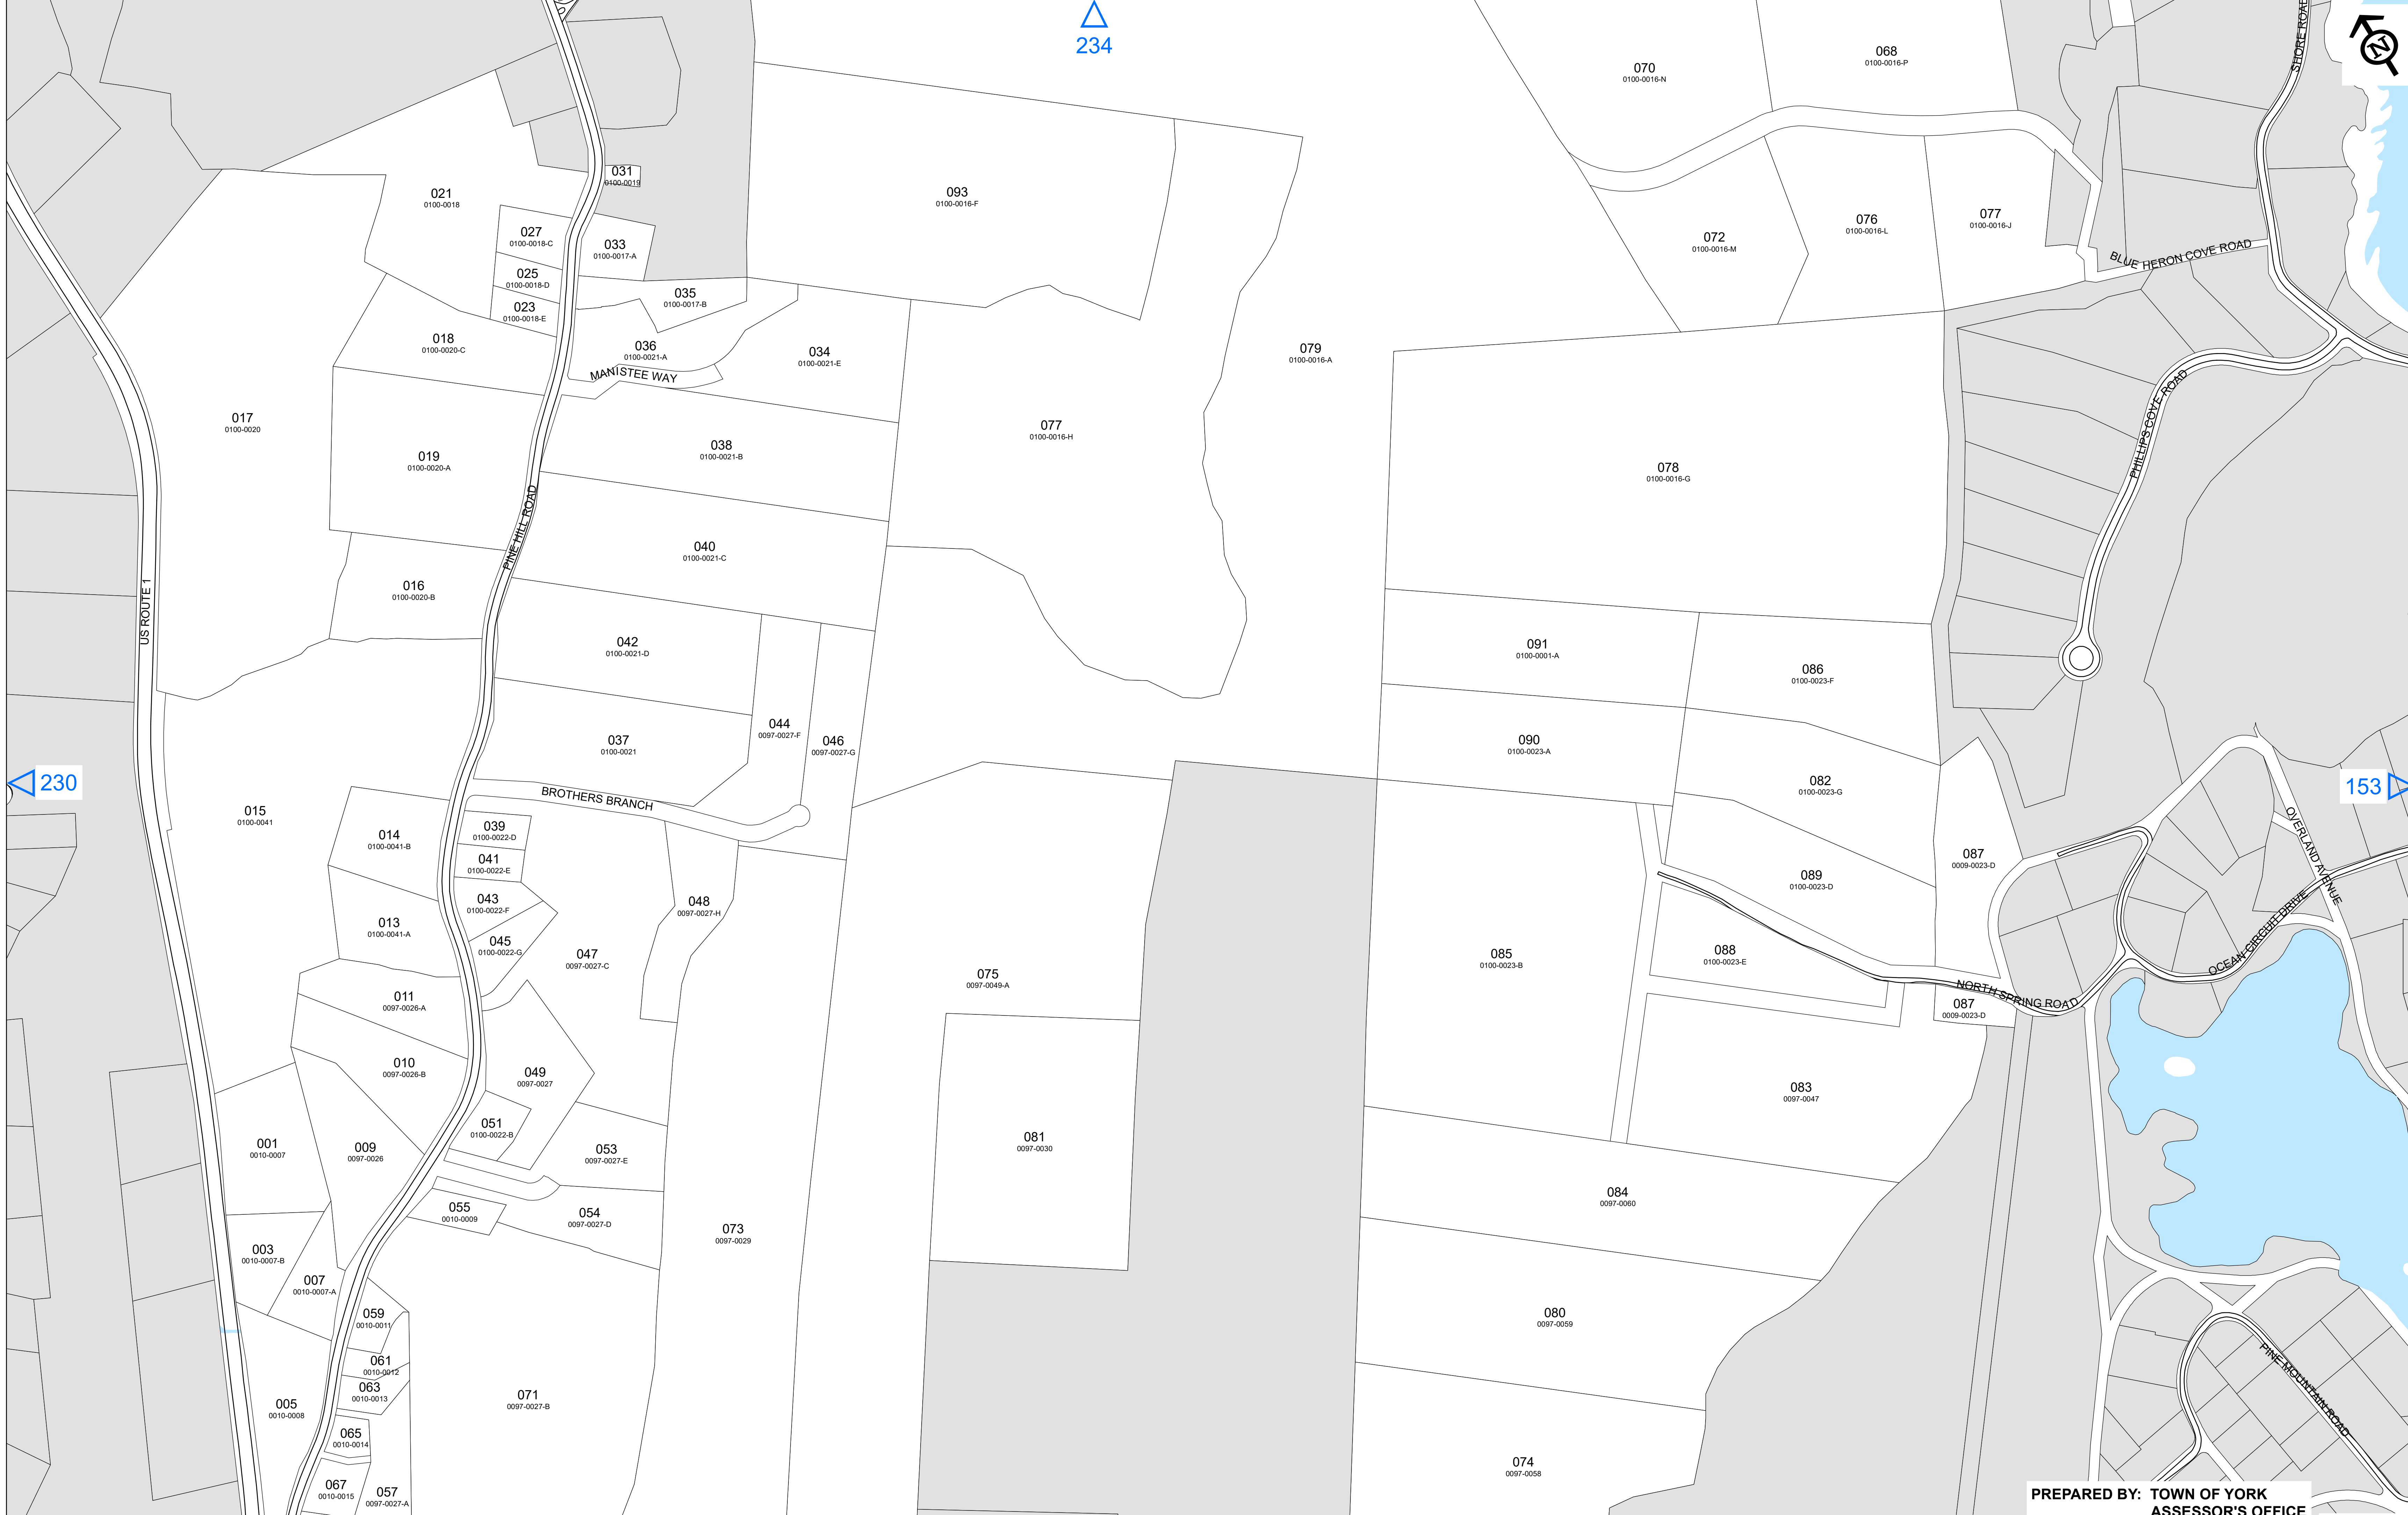 234
N
SHORE ROAD
068
0100-0016-P
070
0100-0016-N
031
0100-0019
021
0100-0018
093
0100-0016-F
027
0100-0018-C
033
0100-0017-A
072
0100-0016-M
076
0100-0016-L
077
0100-0016-J
BLUE HERON COVE ROAD
025
0100-0018-D
023
0100-0018-E
035
0100-0017-B
018
0100-0020-C
036
0100-0021-A
034
0100-0021-E
079
0100-0016-A
MANISTEE WAY
017
0100-0020
019
0100-0020-A
038
0100-0021-B
077
0100-0016-H
078
0100-0016-G
PHILLIPS COVE ROAD
PINE HILL ROAD
040
0100-0021-C
016
0100-0020-B
US ROUTE 1
042
0100-0021-D
091
0100-0001-A
086
0100-0023-F
037
0100-0021
044
0097-0027-F
046
0097-0027-G
090
0100-0023-A
082
0100-0023-G
230
153
BROTHERS BRANCH
015
0100-0041
014
0100-0041-B
039
0100-0022-D
041
0100-0022-E
087
0009-0023-D
OVERLAND AVENUE
089
0100-0023-D
043
0100-0022-F
048
0097-0027-H
013
0100-0041-A
045
0100-0022-G
047
0097-0027-C
085
0100-0023-B
088
0100-0023-E
OCEAN CIRCUIT DRIVE
075
0097-0049-A
011
0097-0026-A
NORTH SPRING ROAD
087
0009-0023-D
010
0097-0026-B
049
0097-0027
083
0097-0047
051
0100-0022-B
001
0010-0007
009
0097-0026
053
0097-0027-E
081
0097-0030
084
0097-0060
055
0010-0009
054
0097-0027-D
073
0097-0029
003
0010-0007-B
007
0010-0007-A
059
0010-0011
080
0097-0059
061
0010-0012
063
0010-0013
PINE MOUNTAIN ROAD
071
0097-0027-B
005
0010-0008
065
0010-0014
074
0097-0058
067
0010-0015
057
0097-0027-A
PREPARED BY: TOWN OF YORK
ASSESSOR'S OFFICE